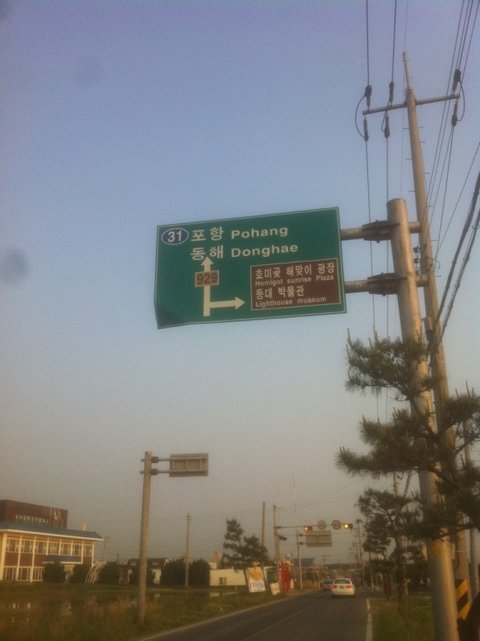 31 포항 Pohang
동해 Donghae
929
호미곶 해맞이 광장
Homigot sunrise Plaza
등대 박물관
Lighthouse museum